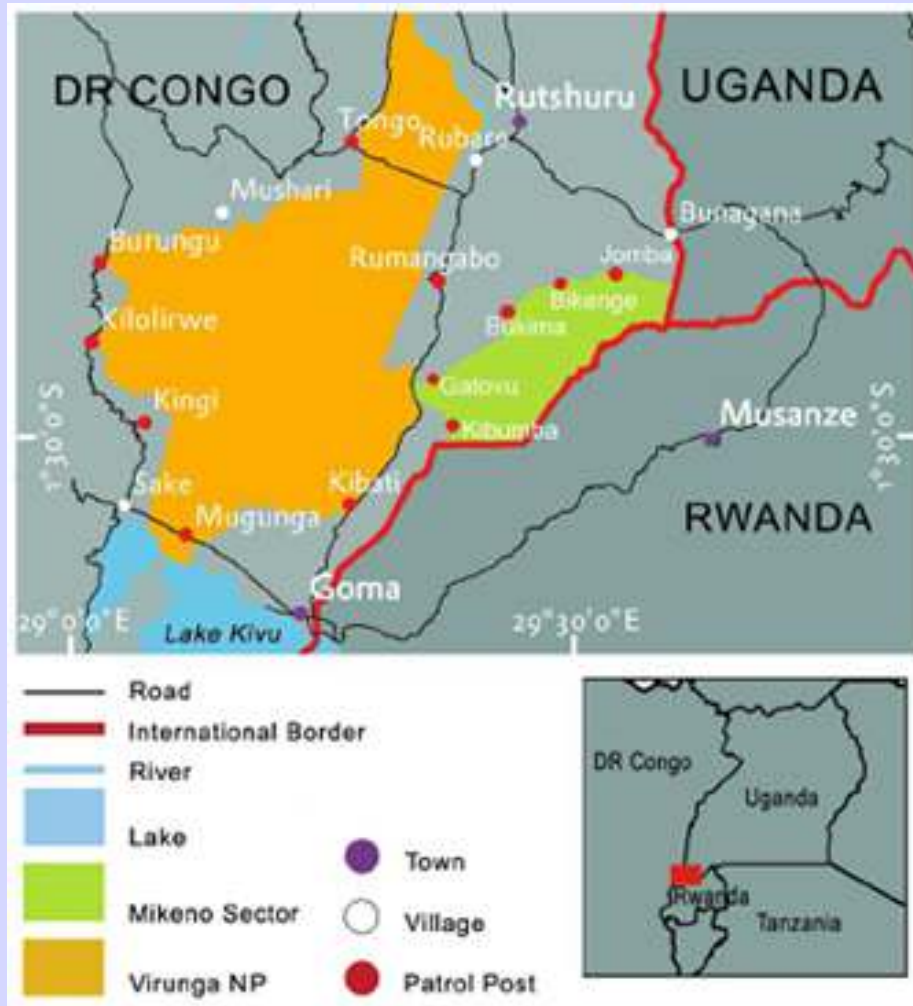 DR CONGO
UGANDA
Rutshuru
Tongo
Rubare
Mushari
Bunagana
Burungu
Rumangabo
Jomba
Bikenge
Bukima
Kilolirwe
Gatovu
Kingi
Kibumba
Musanze
1°30'0"S
1°30'0"S
Sake
Kibati
Mugunga
RWANDA
Goma
29°0'0"E
Lake Kivu
29°30'0"E
Road
International Border
River
Lake
Mikeno Sector
Virunga NP
Town
Village
Patrol Post
DR Congo
Uganda
Rwanda
Tanzania